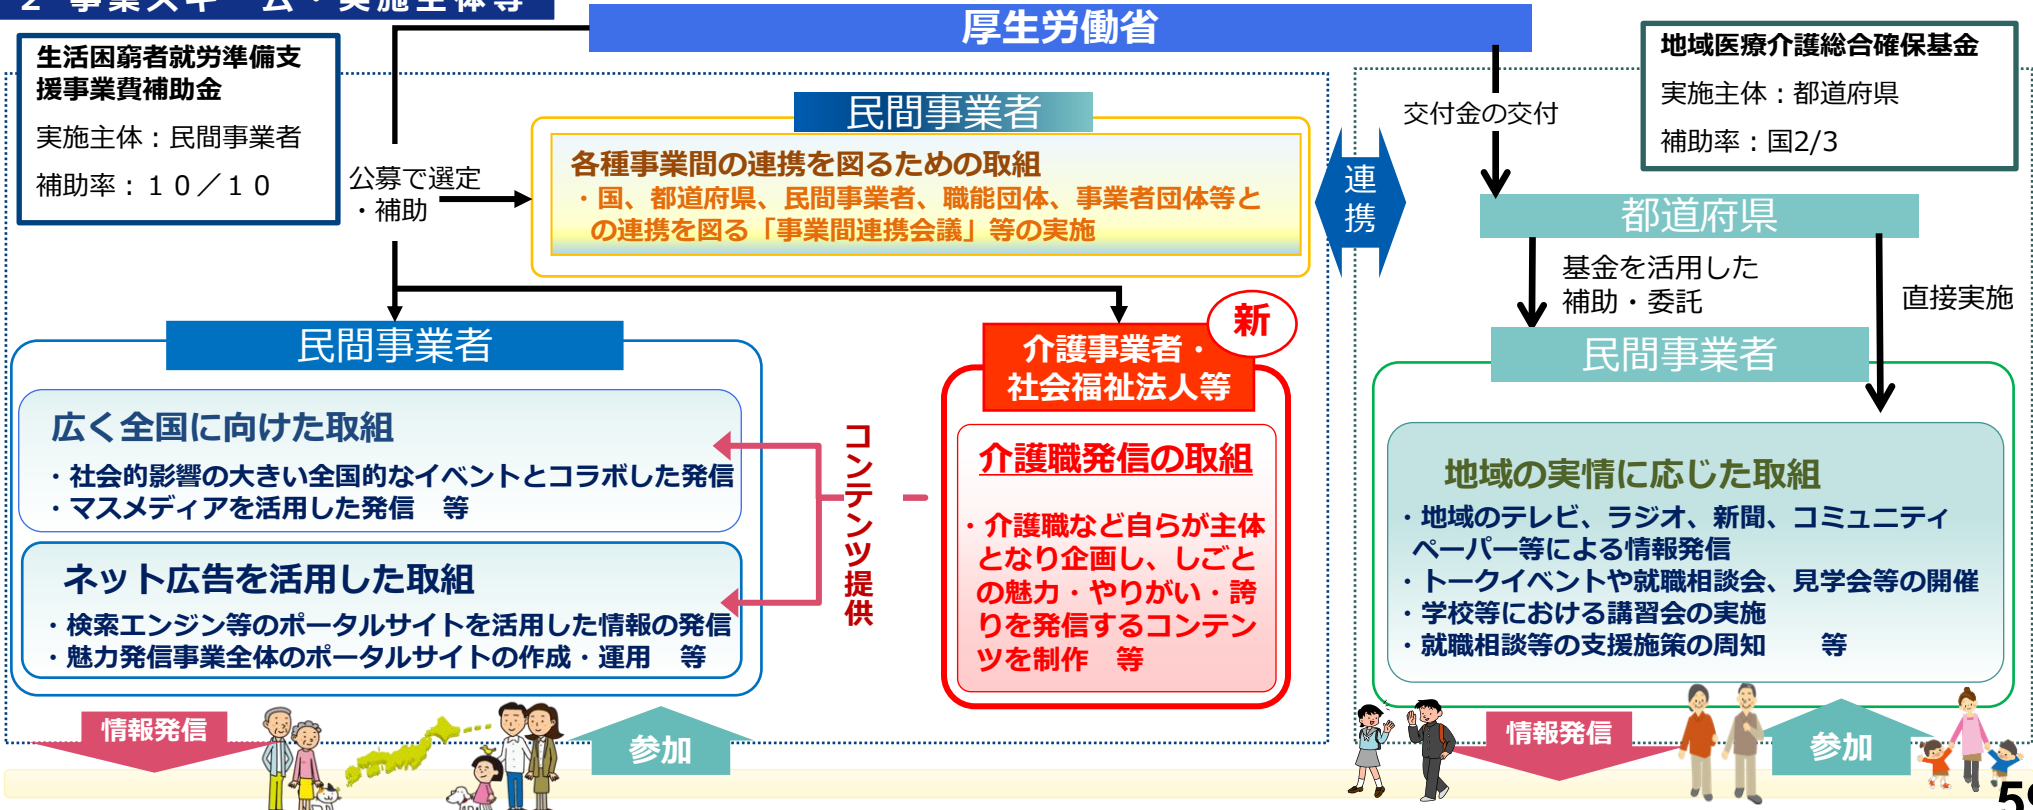 2 事業スキーム・実施主体等
厚生労働省
生活困窮者就労準備支
援事業費補助金
実施主体：民間事業者
補助率：１０／１０
公募で選定
・補助
民間事業者
各種事業間の連携を図るための取組
・国、都道府県、民間事業者、職能団体、事業者団体等と
の連携を図る「事業間連携会議」等の実施
連
携
地域医療介護総合確保基金
実施主体：都道府県
補助率：国2/3
交付金の交付
都道府県
基金を活用した
補助・委託
直接実施
民間事業者
広く全国に向けた取組
・社会的影響の大きい全国的なイベントとコラボした発信
・マスメディアを活用した発信　等
ネット広告を活用した取組
・検索エンジン等のポータルサイトを活用した情報の発信
・魅力発信事業全体のポータルサイトの作成・運用　等
コンテンツ提供
新
介護事業者・
社会福祉法人等
介護職発信の取組
・介護職など自らが主体
となり企画し、しごと
の魅力・やりがい・誇
りを発信するコンテン
ツを制作　等
民間事業者
地域の実情に応じた取組
・地域のテレビ、ラジオ、新聞、コミュニティ
ペーパー等による情報発信
・トークイベントや就職相談会、見学会等の開催
・学校等における講習会の実施
・就職相談等の支援施策の周知　　等
情報発信
参加
情報発信
参加